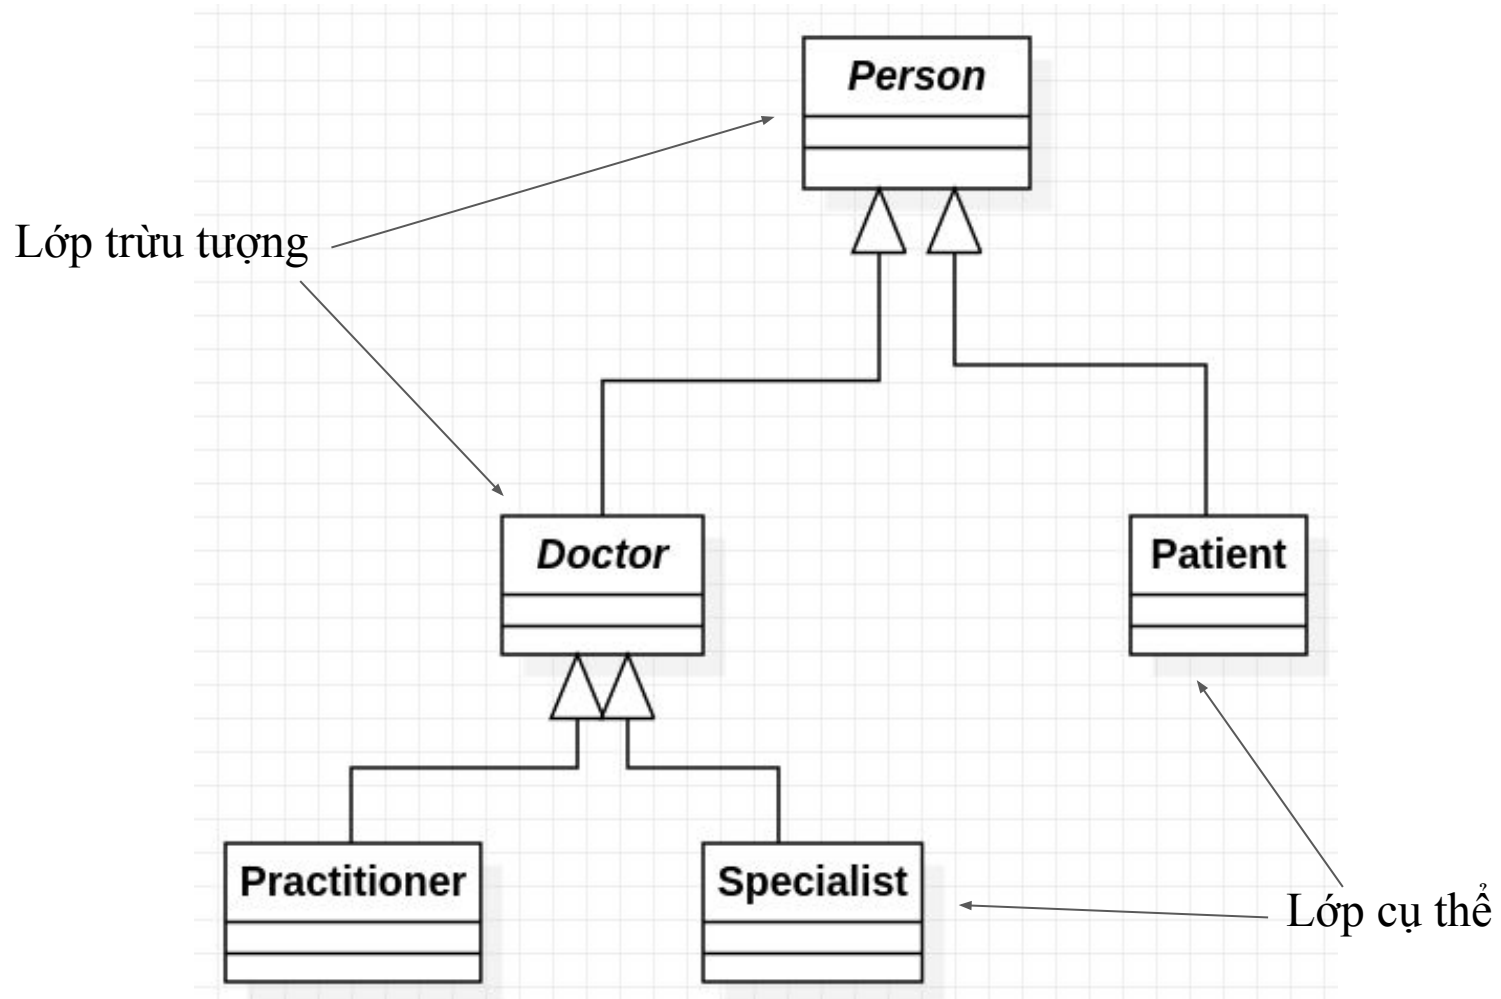 Person
Lớp trừu tượng
Doctor
Patient
Practitioner
Specialist
Lớp cụ thể